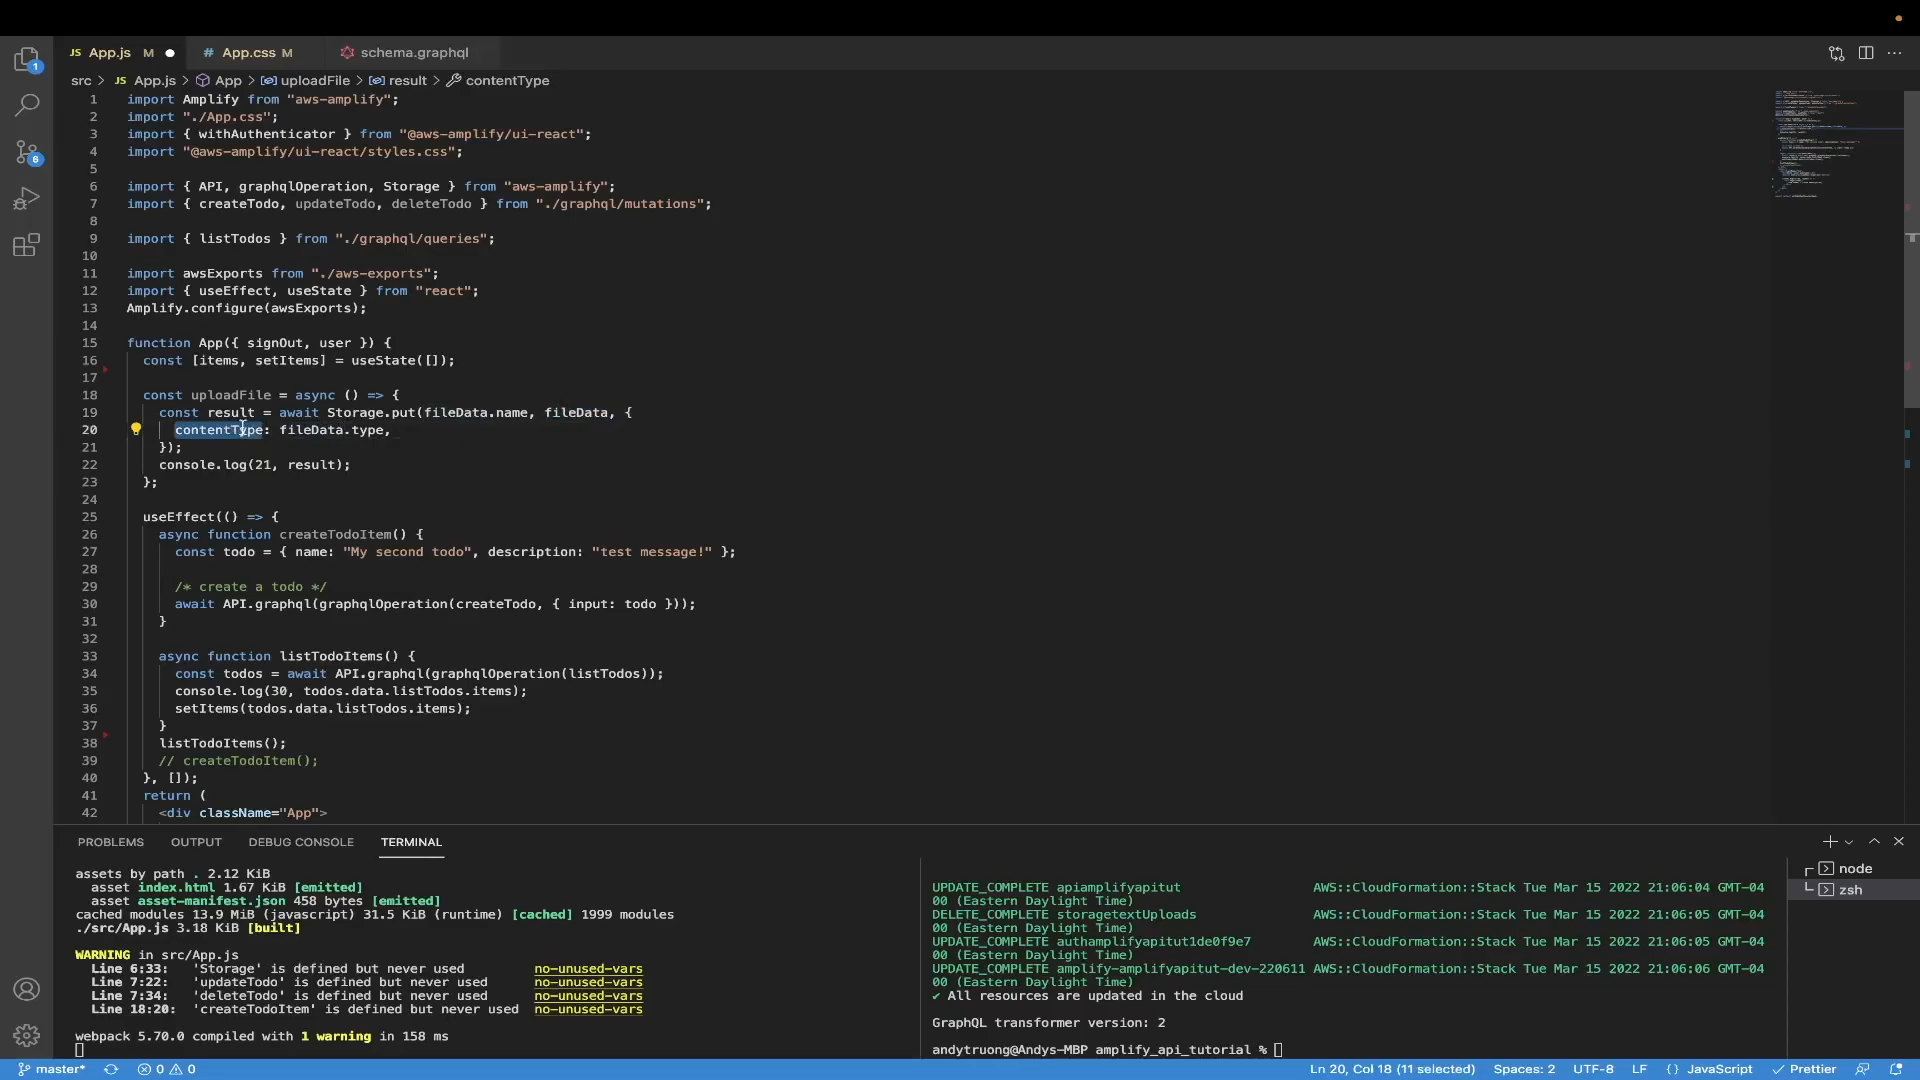 JS App.js M ● # App.css M schema.graphql
src > JS App.js > App > uploadFile > result > contentType
1 import Amplify from "aws-amplify";
2 import "./App.css";
3 import { withAuthenticator } from "@aws-amplify/ui-react";
4 import "@aws-amplify/ui-react/styles.css";
5
6 import { API, graphqlOperation, Storage } from "aws-amplify";
7 import { createTodo, updateTodo, deleteTodo } from "./graphql/mutations";
8
9 import { listTodos } from "./graphql/queries";
10
11 import awsExports from "./aws-exports";
12 import { useEffect, useState } from "react";
13 Amplify.configure(awsExports);
14
15 function App({ signOut, user }) {
16 const [items, setItems] = useState([]);
17
18 const uploadFile = async () => {
19 const result = await Storage.put(fileData.name, fileData, {
20 contentType: fileData.type,
21 });
22 console.log(21, result);
23 };
24
25 useEffect(() => {
26 async function createTodoItem() {
27 const todo = { name: "My second todo", description: "test message!" };
28
29 /* create a todo */
30 await API.graphql(graphqlOperation(createTodo, { input: todo }));
31 }
32
33 async function listTodoItems() {
34 const todos = await API.graphql(graphqlOperation(listTodos));
35 console.log(30, todos.data.listTodos.items);
36 setItems(todos.data.listTodos.items);
37 }
38 listTodoItems();
39 // createTodoItem();
40 }, []);
41 return (
42 <div className="App">
1
6
PROBLEMS OUTPUT DEBUG CONSOLE TERMINAL
assets by path . 2.12 KiB
asset index.html 1.67 KiB [emitted]
asset asset-manifest.json 458 bytes [emitted]
cached modules 13.9 MiB (javascript) 31.5 KiB (runtime) [cached] 1999 modules
./src/App.js 3.18 KiB [built]
WARNING in src/App.js
Line 6:33: 'Storage' is defined but never used no-unused-vars
Line 7:22: 'updateTodo' is defined but never used no-unused-vars
Line 7:34: 'deleteTodo' is defined but never used no-unused-vars
Line 18:20: 'createTodoItem' is defined but never used no-unused-vars
webpack 5.70.0 compiled with 1 warning in 158 ms
UPDATE_COMPLETE apiamplifyapitut AWS::CloudFormation::Stack Tue Mar 15 2022 21:06:04 GMT-04
00 (Eastern Daylight Time)
DELETE_COMPLETE storagetextUploads AWS::CloudFormation::Stack Tue Mar 15 2022 21:06:05 GMT-04
00 (Eastern Daylight Time)
UPDATE_COMPLETE authamplifyapitut1de0f9e7 AWS::CloudFormation::Stack Tue Mar 15 2022 21:06:05 GMT-04
00 (Eastern Daylight Time)
UPDATE_COMPLETE amplify-amplifyapitut-dev-220611 AWS::CloudFormation::Stack Tue Mar 15 2022 21:06:06 GMT-04
00 (Eastern Daylight Time)
✔ All resources are updated in the cloud
GraphQL transformer version: 2
andytruong@Andys-MBP amplify_api_tutorial %
node
zsh
master* 0 0 Ln 20, Col 18 (11 selected) Spaces: 2 UTF-8 LF {} JavaScript ✓ Prettier